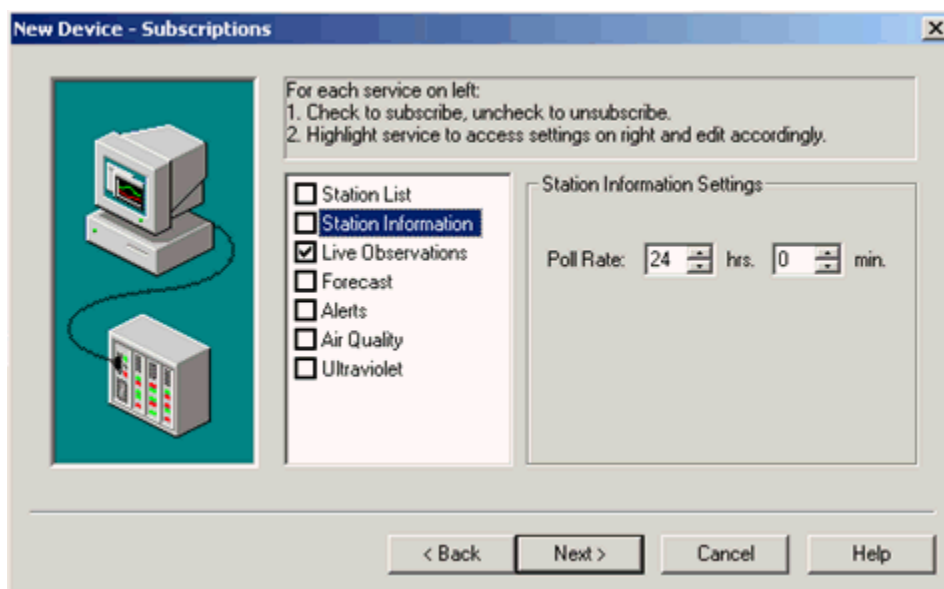 New Device - Subscriptions
For each service on left:
1. Check to subscribe, uncheck to unsubscribe.
2. Highlight service to access settings on right and edit accordingly.
Station List
Station Information
Live Observations
Forecast
Alerts
Air Quality
Ultraviolet
Station Information Settings
Poll Rate: 24 hrs. 0 min.
< Back Next > Cancel Help